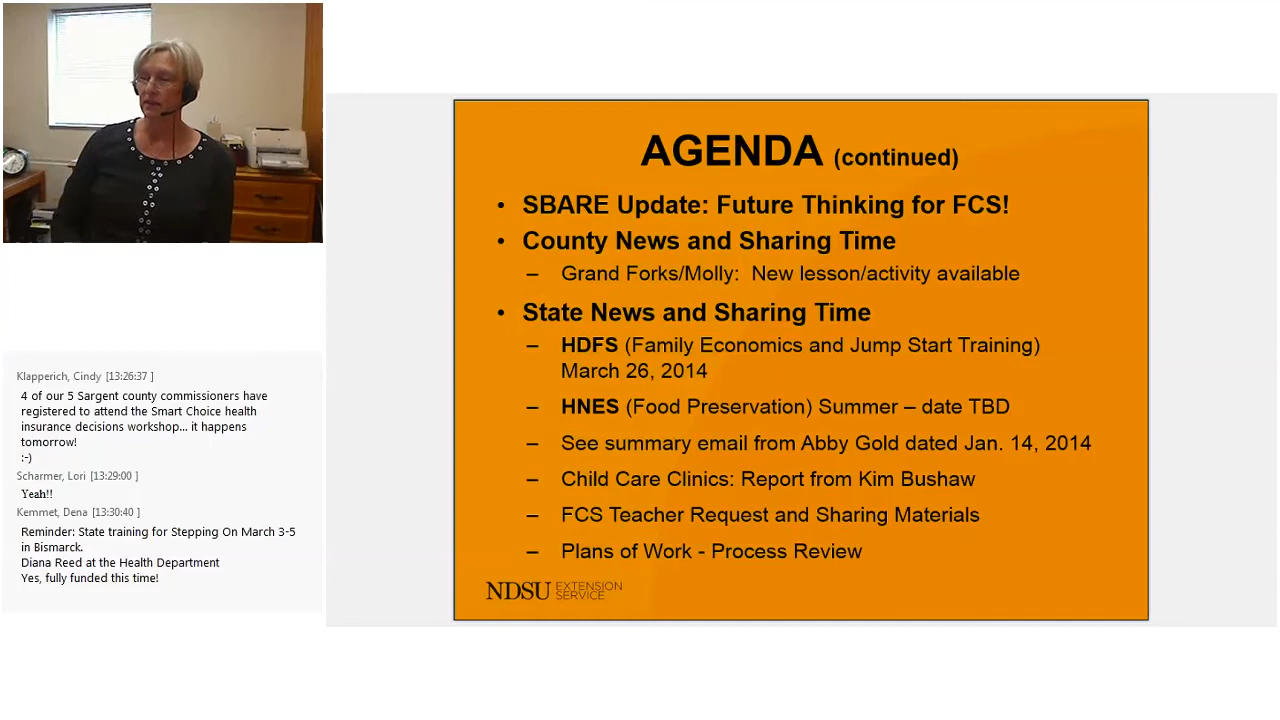 Klapperich, Cindy [13:26:37 ]
4 of our 5 Sargent county commissioners have
registered to attend the Smart Choice health
insurance decisions workshop... it happens
tomorrow!
:-)
Scharmer, Lori [13:29:00 ]
Yeah!!
Kemmet, Dena [13:30:40 ]
Reminder: State training for Stepping On March 3-5
in Bismarck.
Diana Reed at the Health Department
Yes, fully funded this time!
AGENDA (continued)
• SBARE Update: Future Thinking for FCS!
• County News and Sharing Time
– Grand Forks/Molly: New lesson/activity available
• State News and Sharing Time
– HDFS (Family Economics and Jump Start Training)
March 26, 2014
– HNES (Food Preservation) Summer – date TBD
– See summary email from Abby Gold dated Jan. 14, 2014
– Child Care Clinics: Report from Kim Bushaw
– FCS Teacher Request and Sharing Materials
– Plans of Work - Process Review
NDSU EXTENSION
SERVICE